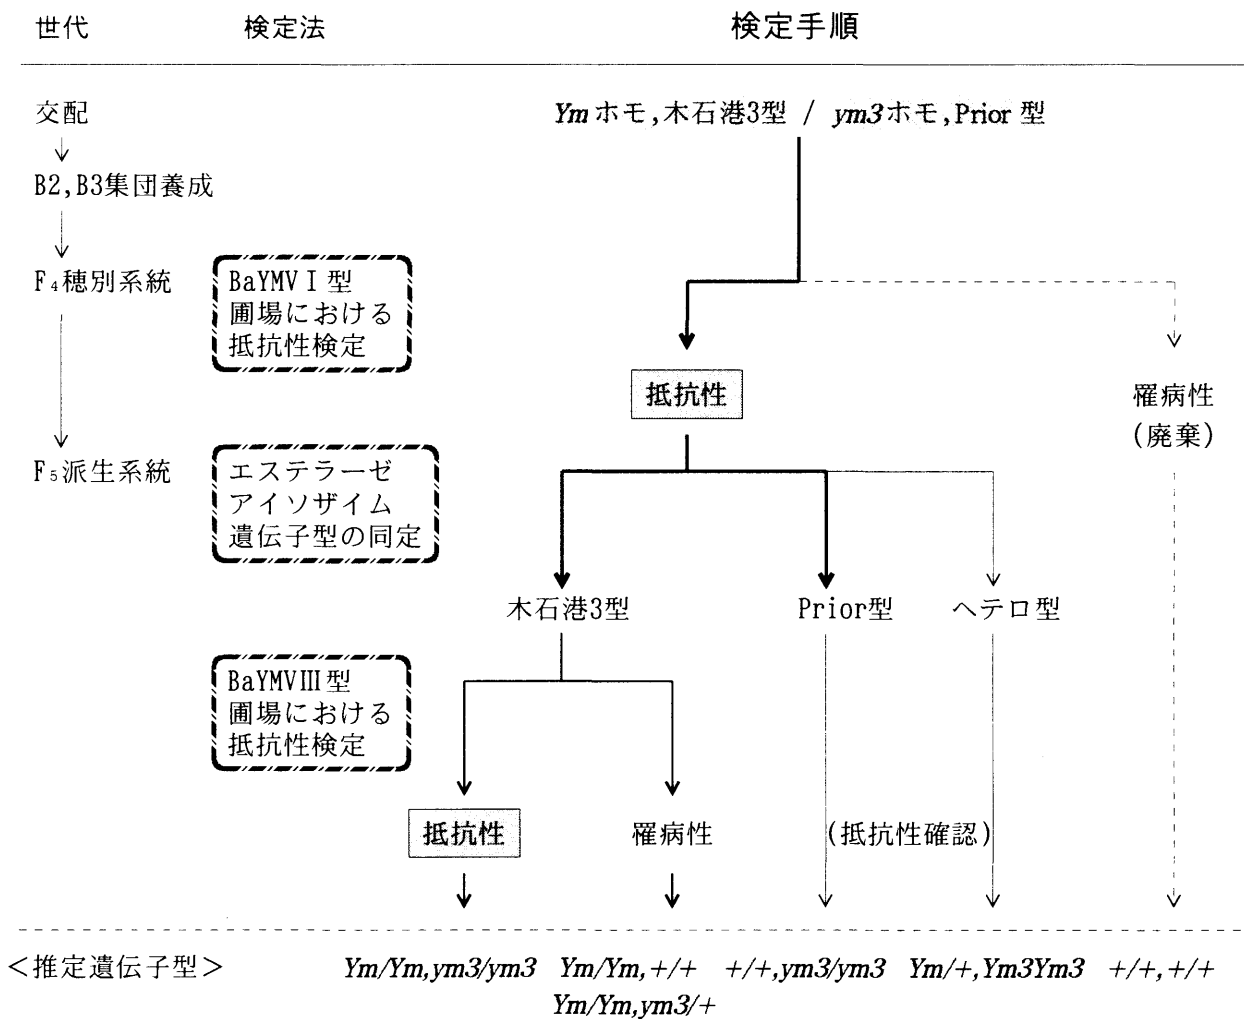 世代 検定法 検定手順
交配 Ymホモ,木石港3型 / ym3ホモ,Prior型
B2,B3集団養成
F4穂別系統
BaYMV I 型
圃場における
抵抗性検定
抵抗性
罹病性
(廃棄)
F5派生系統
エステラーゼ
アイソザイム
遺伝子型の同定
木石港3型 Prior型 ヘテロ型
BaYMVIII型
圃場における
抵抗性検定
抵抗性 罹病性 (抵抗性確認)
<推定遺伝子型> Ym/Ym,ym3/ym3 Ym/Ym,+/+ +/+,ym3/ym3 Ym/+,Ym3Ym3 +/+,+/+
Ym/Ym,ym3/+